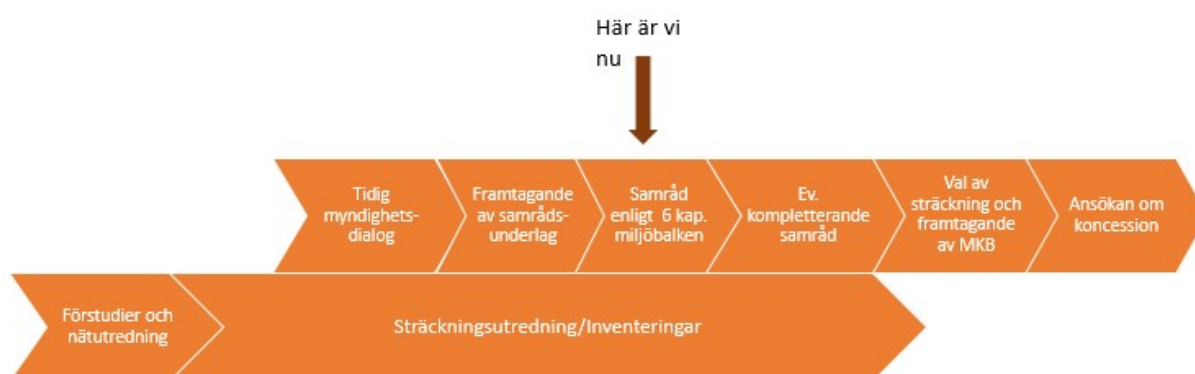 Här är vi
nu
Tidig
myndighets-
dialog
Framtagande
av samråds-
underlag
Samråd
enligt 6 kap.
miljöbalken
Ev.
kompletterande
samråd
Val av
sträckning och
framtagande
av MKB
Ansökan om
koncession
Förstudier och
nätutredning
Sträckningsutredning/Inventeringar